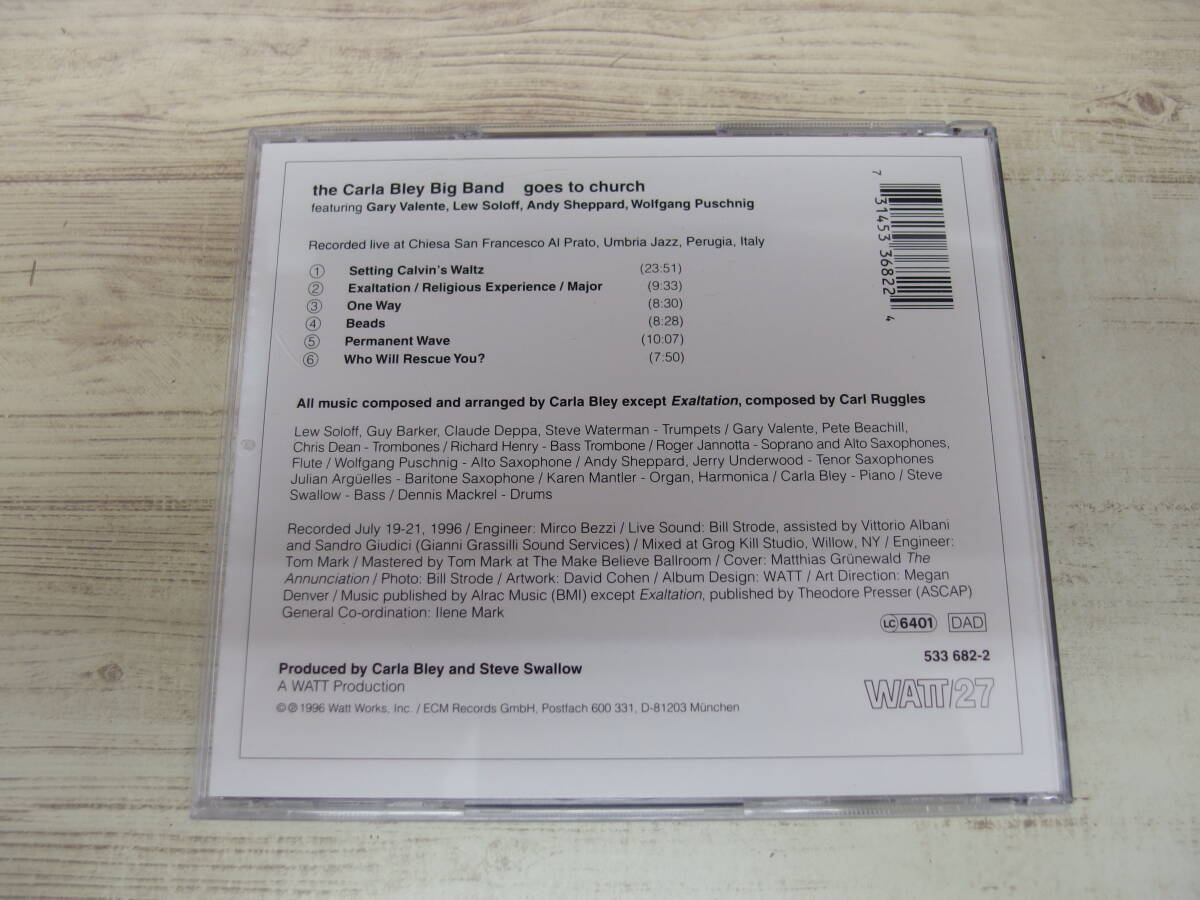 the Carla Bley Big Band goes to church
featuring Gary Valente, Lew Soloff, Andy Sheppard, Wolfgang Puschnig
Recorded live at Chiesa San Francesco Al Prato, Umbria Jazz, Perugia, Italy
1 Setting Calvin's Waltz (23:51)
2 Exaltation / Religious Experience / Major (9:33)
3 One Way (8:30)
4 Beads (8:28)
5 Permanent Wave (10:07)
6 Who Will Rescue You? (7:50)
7 31453 36822 4
All music composed and arranged by Carla Bley except Exaltation, composed by Carl Ruggles
Lew Soloff, Guy Barker, Claude Deppa, Steve Waterman - Trumpets / Gary Valente, Pete Beachill,
Chris Dean - Trombones / Richard Henry - Bass Trombone / Roger Jannotta - Soprano and Alto Saxophones,
Flute / Wolfgang Puschnig - Alto Saxophone / Andy Sheppard, Jerry Underwood - Tenor Saxophones
Julian Argüelles - Baritone Saxophone / Karen Mantler - Organ, Harmonica / Carla Bley - Piano / Steve
Swallow - Bass / Dennis Mackrel - Drums
Recorded July 19-21, 1996 / Engineer: Mirco Bezzi / Live Sound: Bill Strode, assisted by Vittorio Albani
and Sandro Giudici (Gianni Grassilli Sound Services) / Mixed at Grog Kill Studio, Willow, NY / Engineer:
Tom Mark / Mastered by Tom Mark at The Make Believe Ballroom / Cover: Matthias Grünewald The
Annunciation / Photo: Bill Strode / Artwork: David Cohen / Album Design: WATT / Art Direction: Megan
Denver / Music published by Alrac Music (BMI) except Exaltation, published by Theodore Presser (ASCAP)
General Co-ordination: Ilene Mark
LC 6401 DAD
533 682-2
Produced by Carla Bley and Steve Swallow
A WATT Production
WATT/27
©℗1996 Watt Works, Inc. / ECM Records GmbH, Postfach 600 331, D-81203 München